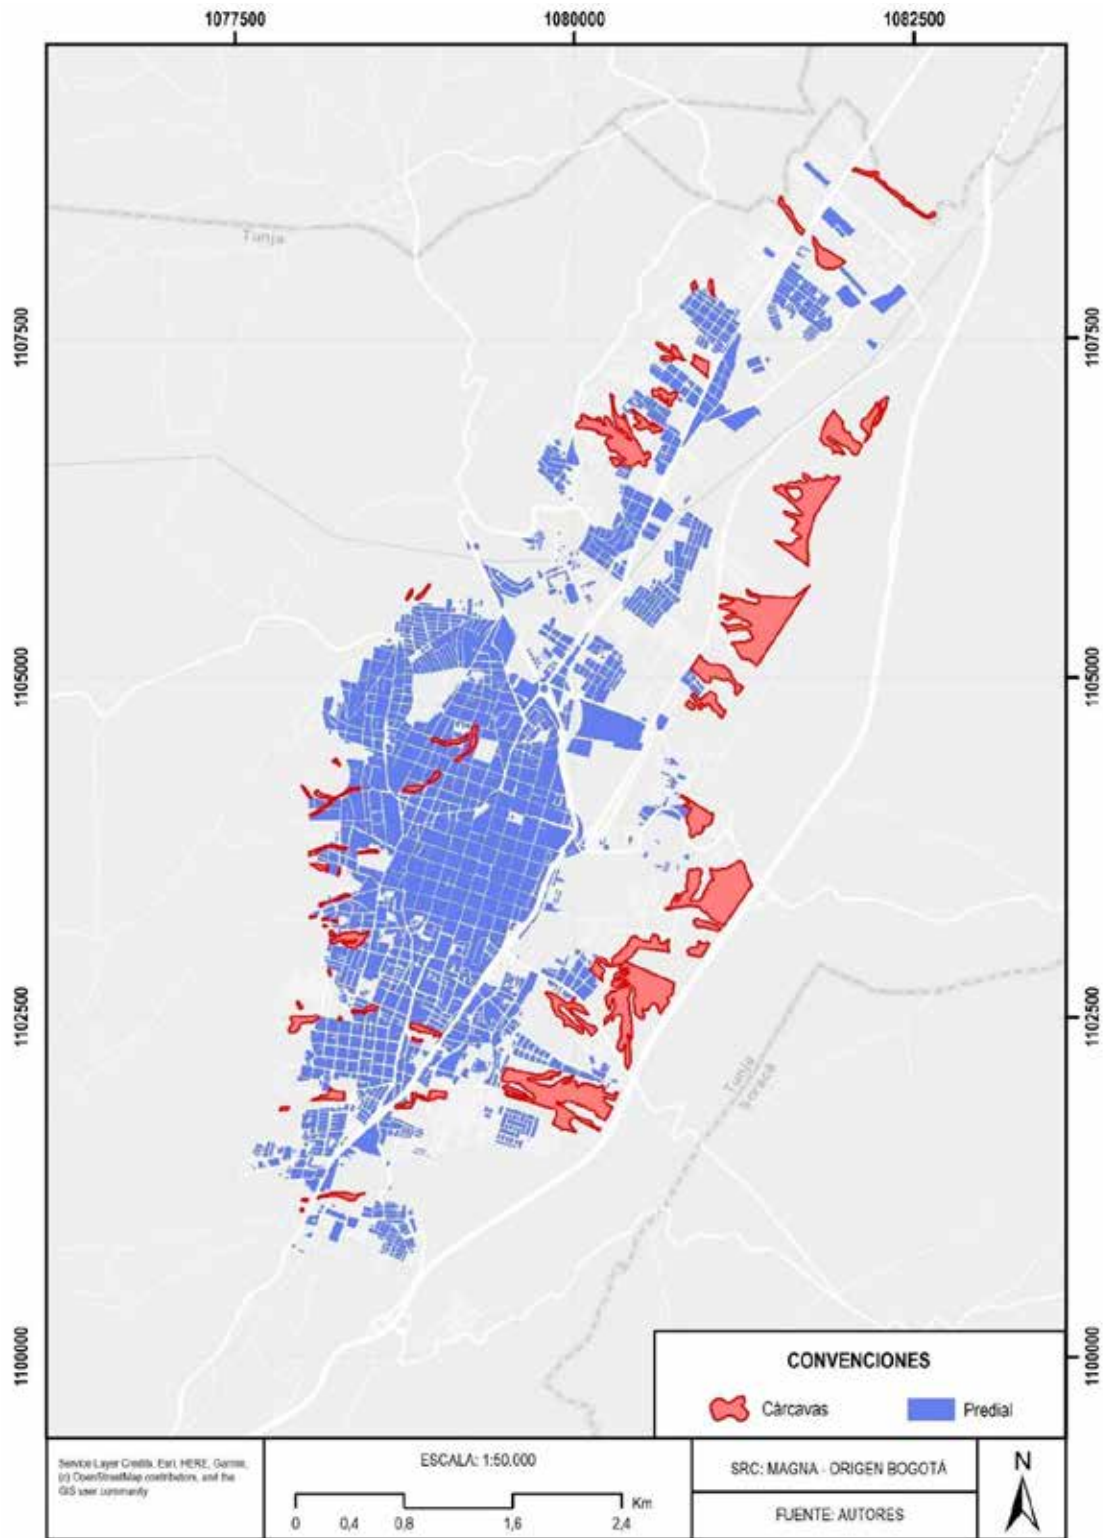 1077500 1080000 1082500
Tunja
1107500 1107500
1105000 1105000
1102500 1102500
Tunja
Soracá
1100000 1100000
CONVENCIONES
Cárcavas Predial
Service Layer Credits: Esri, HERE, Garmin,
(c) OpenStreetMap contributors, and the
GIS user community
ESCALA: 1:50.000
Km
0 0,4 0,8 1,6 2,4
SRC: MAGNA - ORIGEN BOGOTÁ
FUENTE: AUTORES
N